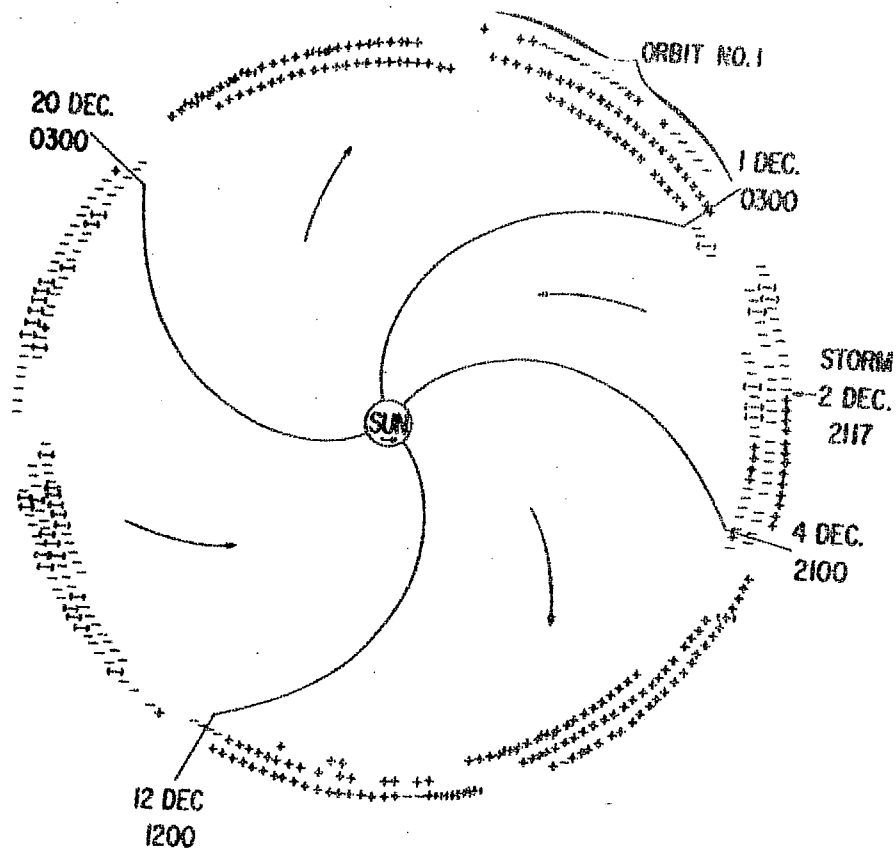 ORBIT NO. 1
20 DEC.
0300
1 DEC.
0300
STORM
2 DEC.
2117
SUN
4 DEC.
2100
12 DEC
1200